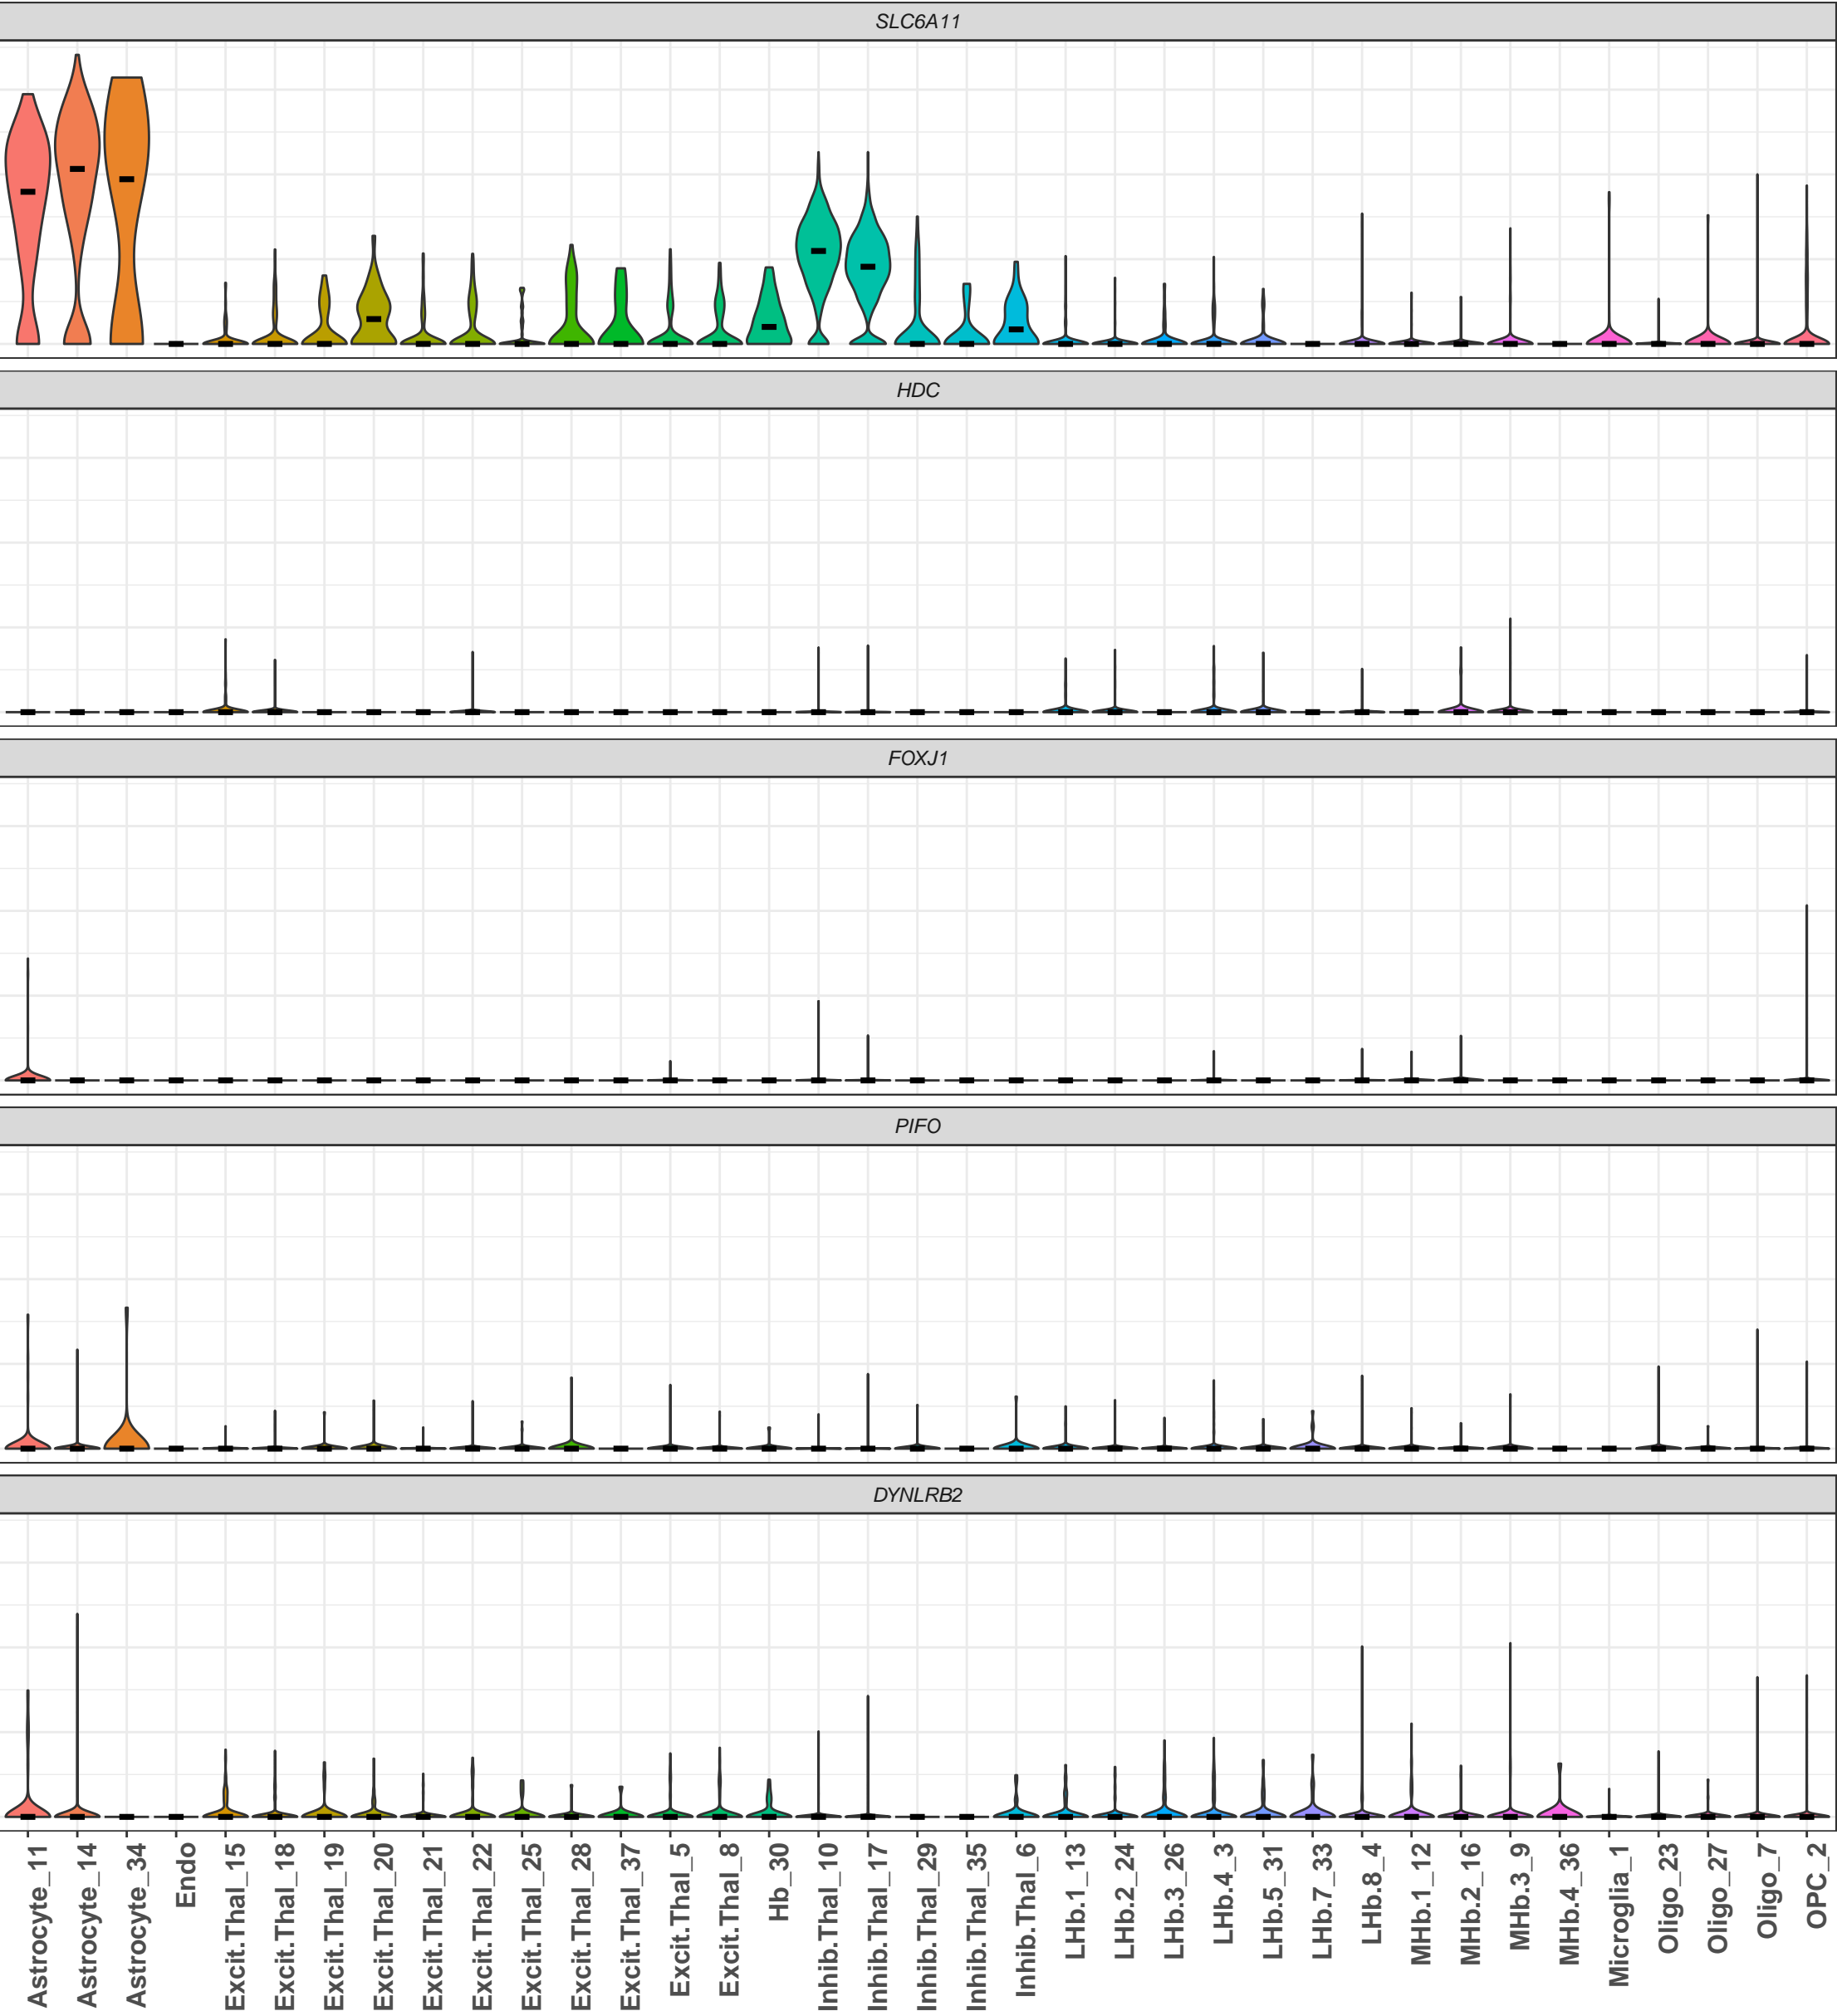 SLC6A11
HDC
FOXJ1
PIFO
DYNLRB2
Astrocyte_11
Astrocyte_14
Astrocyte_34
Endo
Excit.Thal_15
Excit.Thal_18
Excit.Thal_19
Excit.Thal_20
Excit.Thal_21
Excit.Thal_22
Excit.Thal_25
Excit.Thal_28
Excit.Thal_37
Excit.Thal_5
Excit.Thal_8
Hb_30
Inhib.Thal_10
Inhib.Thal_17
Inhib.Thal_29
Inhib.Thal_35
Inhib.Thal_6
LHb.1_13
LHb.2_24
LHb.3_26
LHb.4_3
LHb.5_31
LHb.7_33
LHb.8_4
MHb.1_12
MHb.2_16
MHb.3_9
MHb.4_36
Microglia_1
Oligo_23
Oligo_27
Oligo_7
OPC_2